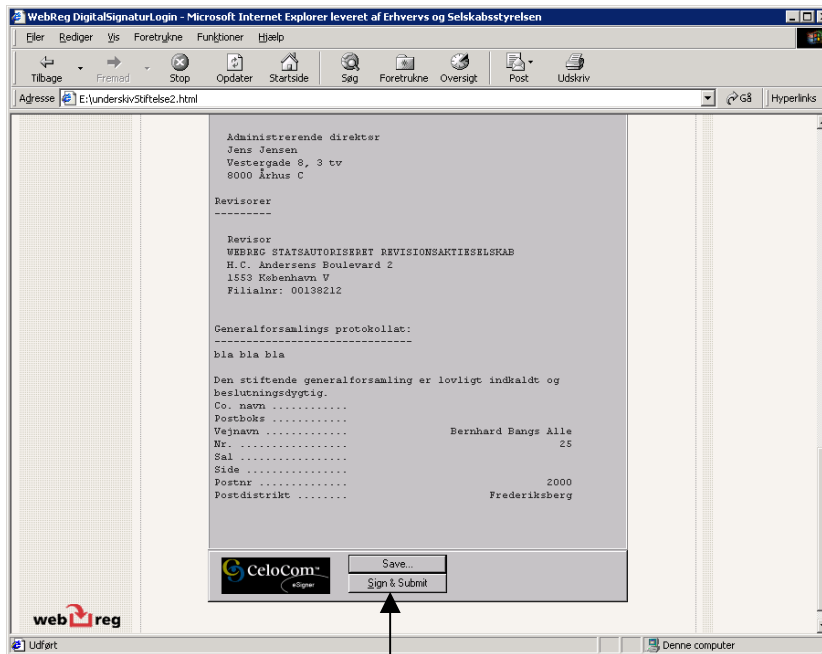 WebReg DigitalSignaturLogin - Microsoft Internet Explorer leveret af Erhvervs og Selskabsstyrelsen
Filer Rediger Vis Foretrukne Funktioner Hjælp
Tilbage Fremad Stop Opdater Startside Søg Foretrukne Oversigt Post Udskriv
Adresse E:\underskivStiftelse2.html Gå Hyperlinks
Administrerende direktør
Jens Jensen
Vestergade 8, 3 tv
8000 Århus C
Revisorer
---------
Revisor
WEBREG STATSAUTORISERET REVISIONSAKTIESELSKAB
H.C. Andersens Boulevard 2
1553 København V
Filialnr: 00138212
Generalforsamlings protokollat:
-------------------------------
bla bla bla
Den stiftende generalforsamling er lovligt indkaldt og
beslutningsdygtig.
Co. navn ............
Postboks ............
Vejnavn ............. Bernhard Bangs Alle
Nr. ................. 25
Sal .................
Side ................
Postnr .............. 2000
Postdistrikt ........ Frederiksberg
CeloCom™
eSigner
Save...
Sign & Submit
web reg
Udført Denne computer